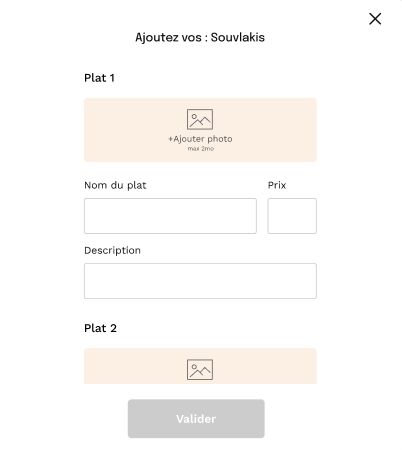 Ajoutez vos : Souvlakis
Plat 1
+Ajouter photo
max 2mo
Nom du plat Prix
Description
Plat 2
Valider